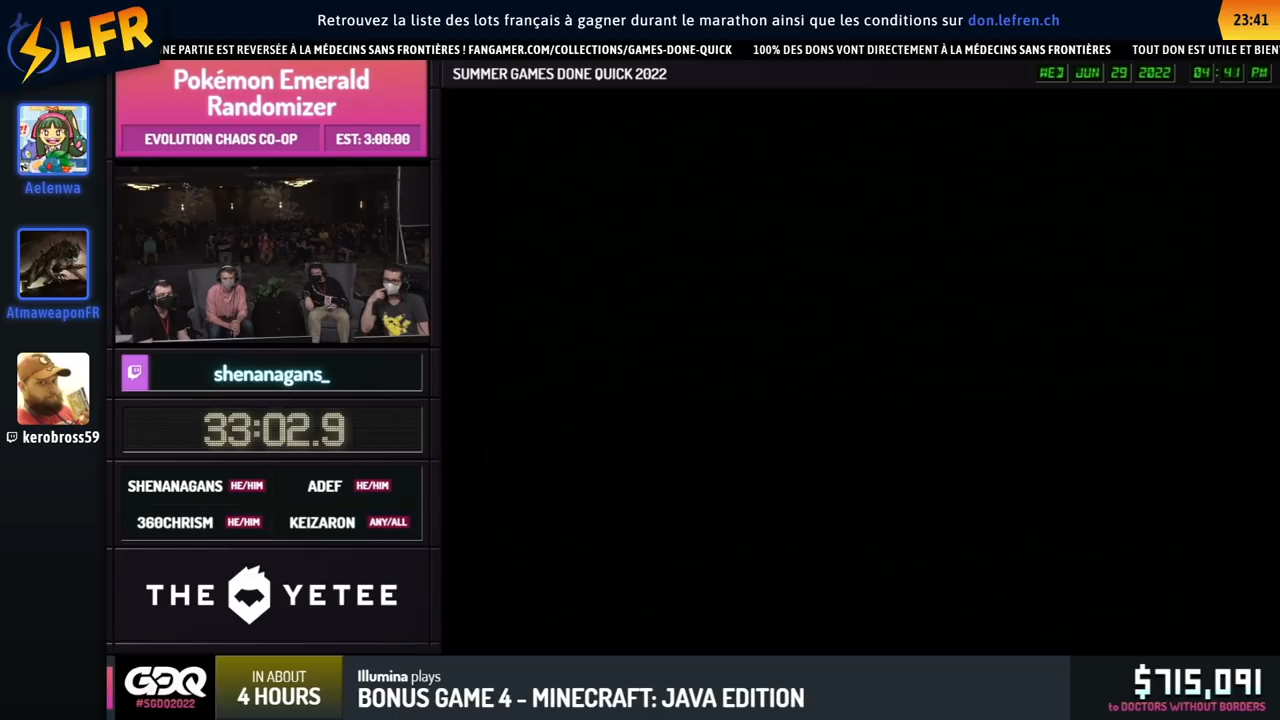 LFR
Retrouvez la liste des lots français à gagner durant le marathon ainsi que les conditions sur don.lefren.ch
23:41
NE PARTIE EST REVERSÉE À LA MÉDECINS SANS FRONTIÈRES ! FANGAMER.COM/COLLECTIONS/GAMES-DONE-QUICK 100% DES DONS VONT DIRECTEMENT À LA MÉDECINS SANS FRONTIÈRES TOUT DON EST UTILE ET BIEN
Pokémon Emerald
Randomizer
EVOLUTION CHAOS CO-OP EST: 3:00:00
SUMMER GAMES DONE QUICK 2022
WED JUN 29 2022 04:41 PM
Aelenwa
AtmaweaponFR
kerobross59
shenanagans_
33:02.9
SHENANAGANS HE/HIM ADEF HE/HIM
360CHRISM HE/HIM KEIZARON ANY/ALL
THE YETEE
GDQ
#SGDQ2022
IN ABOUT
4 HOURS
Illumina plays
BONUS GAME 4 - MINECRAFT: JAVA EDITION
$715,091
to DOCTORS WITHOUT BORDERS